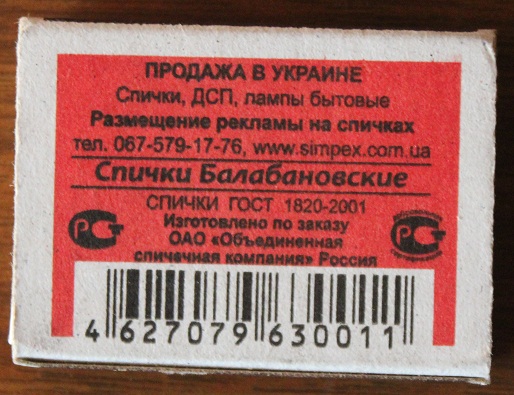 ПРОДАЖА В УКРАИНЕ
Спички, ДСП, лампы бытовые
Размещение рекламы на спичках
тел. 067-579-17-76, www.simpex.com.ua
Спички Балабановские
СПИЧКИ ГОСТ 1820-2001
Изготовлено по заказу
ОАО «Объединенная
спичечная компания» Россия
4 627079 630011